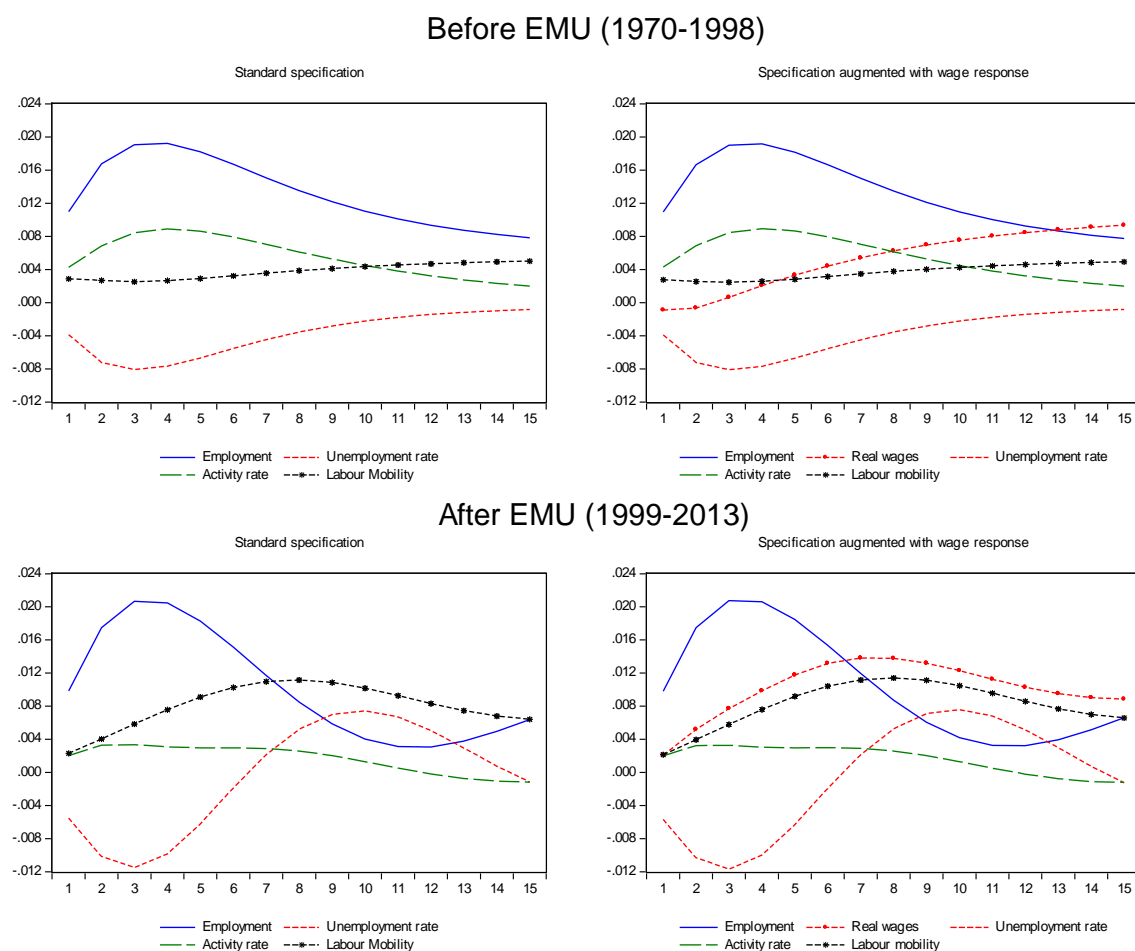 Before EMU (1970-1998)
Standard specification
.024
.020
.016
.012
.008
.004
.000
-.004
-.008
-.012
1 2 3 4 5 6 7 8 9 10 11 12 13 14 15
Employment Unemployment rate
Activity rate Labour Mobility
Specification augmented with wage response
.024
.020
.016
.012
.008
.004
.000
-.004
-.008
-.012
1 2 3 4 5 6 7 8 9 10 11 12 13 14 15
Employment Real wages Unemployment rate
Activity rate Labour mobility
After EMU (1999-2013)
Standard specification
.024
.020
.016
.012
.008
.004
.000
-.004
-.008
-.012
1 2 3 4 5 6 7 8 9 10 11 12 13 14 15
Employment Unemployment rate
Activity rate Labour Mobility
Specification augmented with wage response
.024
.020
.016
.012
.008
.004
.000
-.004
-.008
-.012
1 2 3 4 5 6 7 8 9 10 11 12 13 14 15
Employment Real wages Unemployment rate
Activity rate Labour mobility